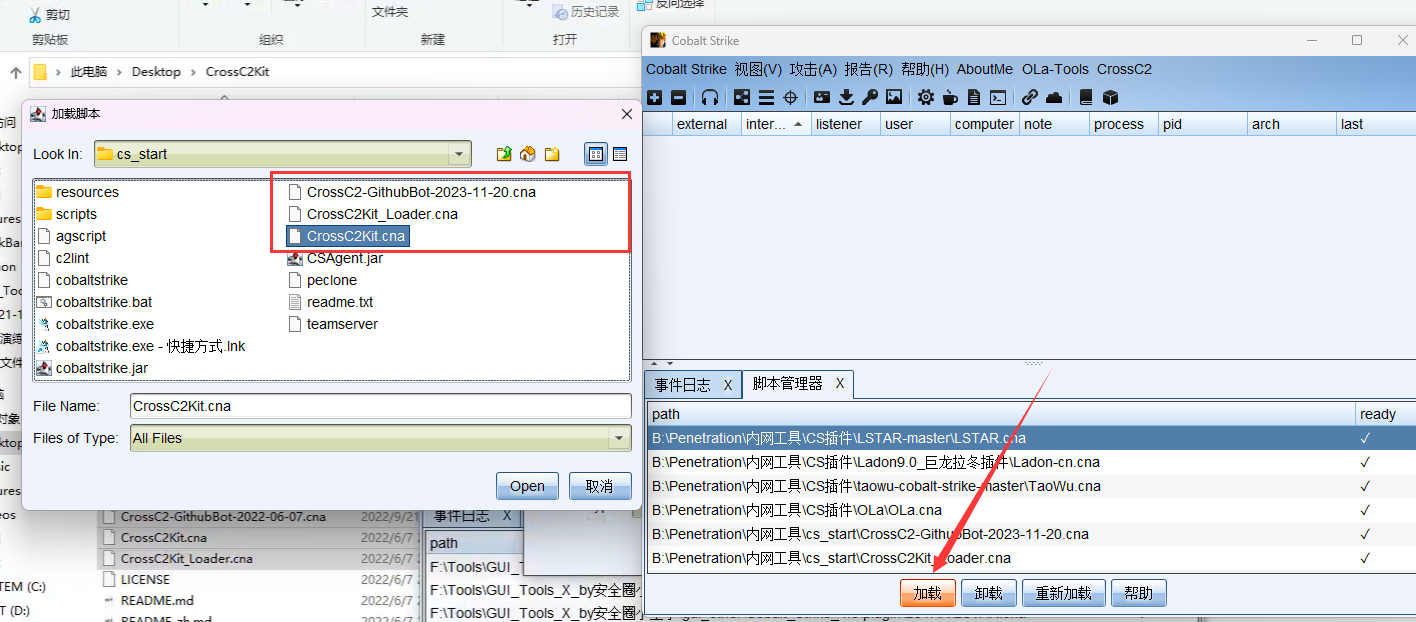 剪切
剪贴板
组织
文件夹
新建
历史记录
打开
反向选择
此电脑 > Desktop > CrossC2Kit
加载脚本
Look In: cs_start
resources
scripts
agscript
c2lint
cobaltstrike
cobaltstrike.bat
cobaltstrike.exe
cobaltstrike.exe - 快捷方式.lnk
cobaltstrike.jar
CrossC2-GithubBot-2023-11-20.cna
CrossC2Kit_Loader.cna
CrossC2Kit.cna
CSAgent.jar
peclone
readme.txt
teamserver
File Name: CrossC2Kit.cna
Files of Type: All Files
Open 取消
CrossC2-GithubBot-2022-06-07.cna 2022/9/21
CrossC2Kit.cna 2022/6/7
CrossC2Kit_Loader.cna 2022/6/7
LICENSE 2022/6/7
README.md 2022/6/7
TEM (C:)
T (D:)
事件日志 X
path
F:\Tools\GUI_T
F:\Tools\GUI_Tools_X_by安全圈小
F:\Tools\GUI_Tools_X_by安全圈小
Cobalt Strike
Cobalt Strike 视图(V) 攻击(A) 报告(R) 帮助(H) AboutMe OLa-Tools CrossC2
external inter... listener user computer note process pid arch last
事件日志 X 脚本管理器 X
path ready
B:\Penetration\内网工具\CS插件\LSTAR-master\LSTAR.cna ✓
B:\Penetration\内网工具\CS插件\Ladon9.0_巨龙拉冬插件\Ladon-cn.cna ✓
B:\Penetration\内网工具\CS插件\taowu-cobalt-strike-master\TaoWu.cna ✓
B:\Penetration\内网工具\CS插件\OLa\OLa.cna ✓
B:\Penetration\内网工具\cs_start\CrossC2-GithubBot-2023-11-20.cna ✓
B:\Penetration\内网工具\cs_start\CrossC2Kit_Loader.cna ✓
加载 卸载 重新加载 帮助